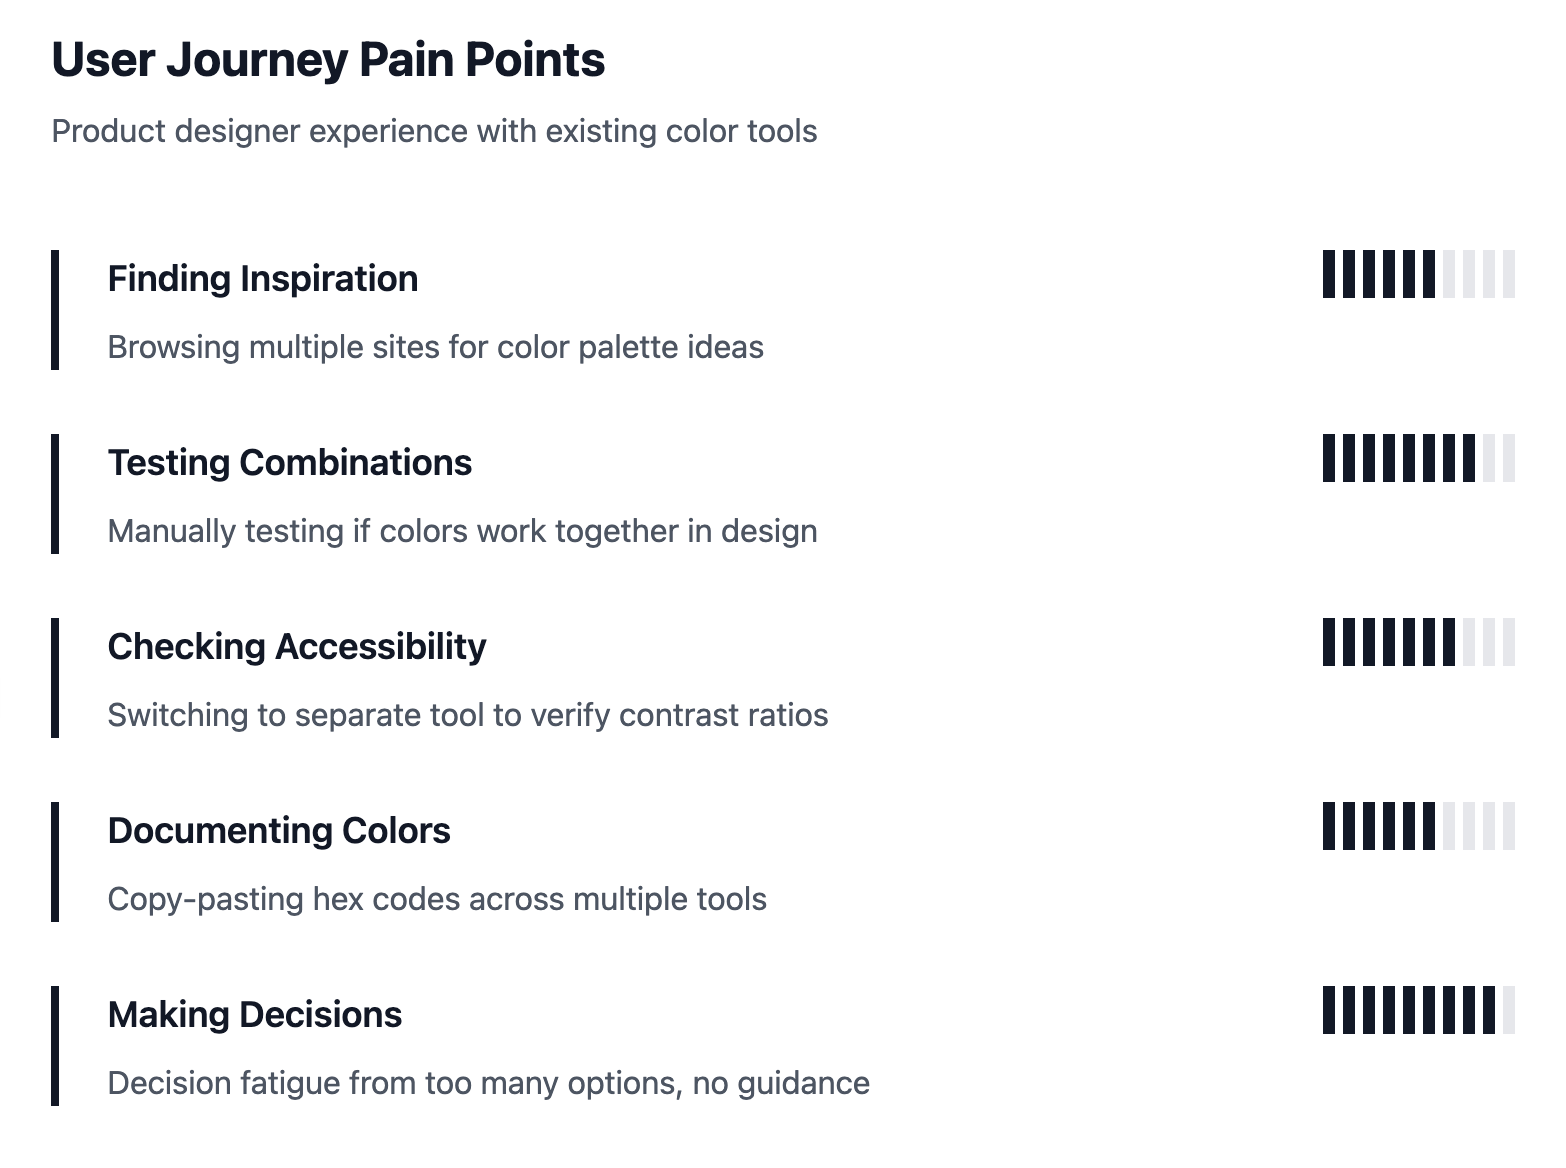 User Journey Pain Points
Product designer experience with existing color tools
Finding Inspiration
Browsing multiple sites for color palette ideas
Testing Combinations
Manually testing if colors work together in design
Checking Accessibility
Switching to separate tool to verify contrast ratios
Documenting Colors
Copy-pasting hex codes across multiple tools
Making Decisions
Decision fatigue from too many options, no guidance